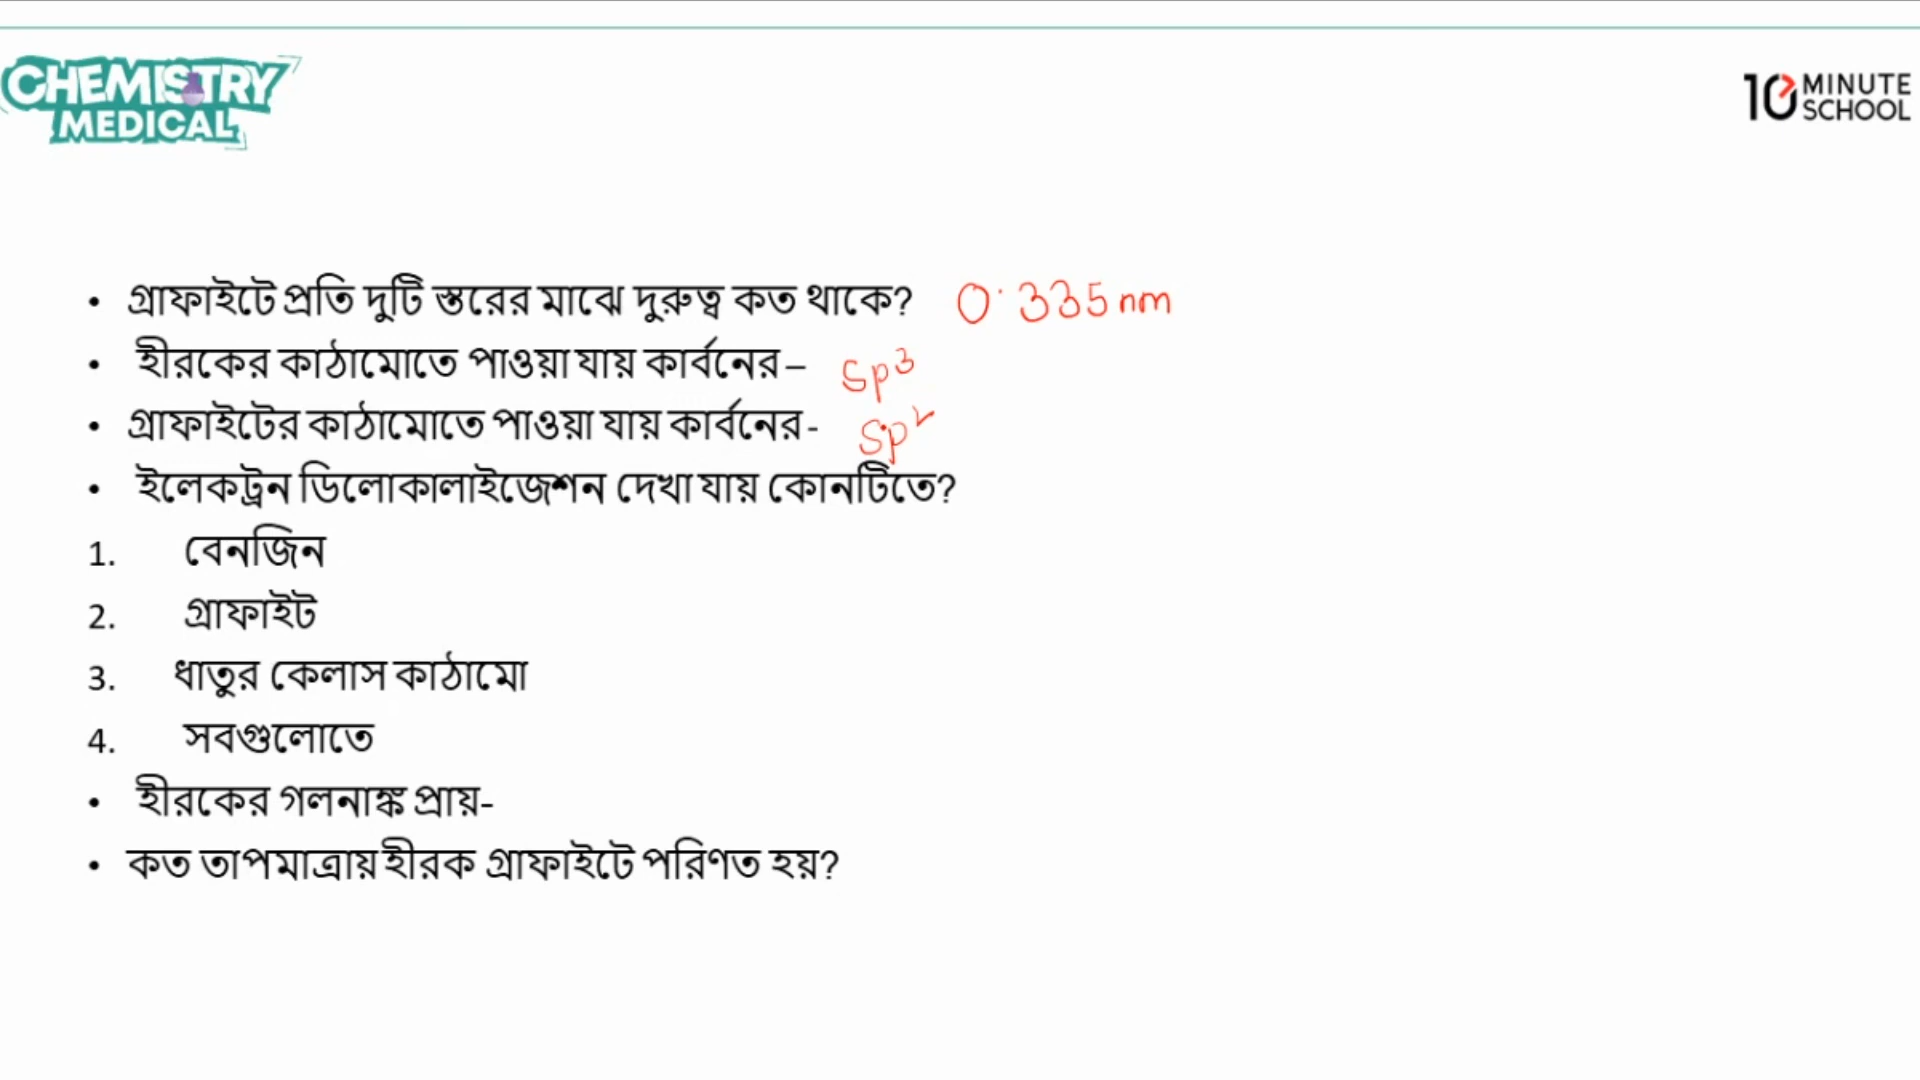 CHEMISTRY
MEDICAL
10 MINUTE
SCHOOL
• গ্রাফাইটে প্রতি দুটি স্তরের মাঝে দুরুত্ব কত থাকে? 0.335 nm
• হীরকের কাঠামোতে পাওয়া যায় কার্বনের – sp³
• গ্রাফাইটের কাঠামোতে পাওয়া যায় কার্বনের- sp²
• ইলেকট্রন ডিলোকালাইজেশন দেখা যায় কোনটিতে?
1. বেনজিন
2. গ্রাফাইট
3. ধাতুর কেলাস কাঠামো
4. সবগুলোতে
• হীরকের গলনাঙ্ক প্রায়-
• কত তাপমাত্রায় হীরক গ্রাফাইটে পরিণত হয়?